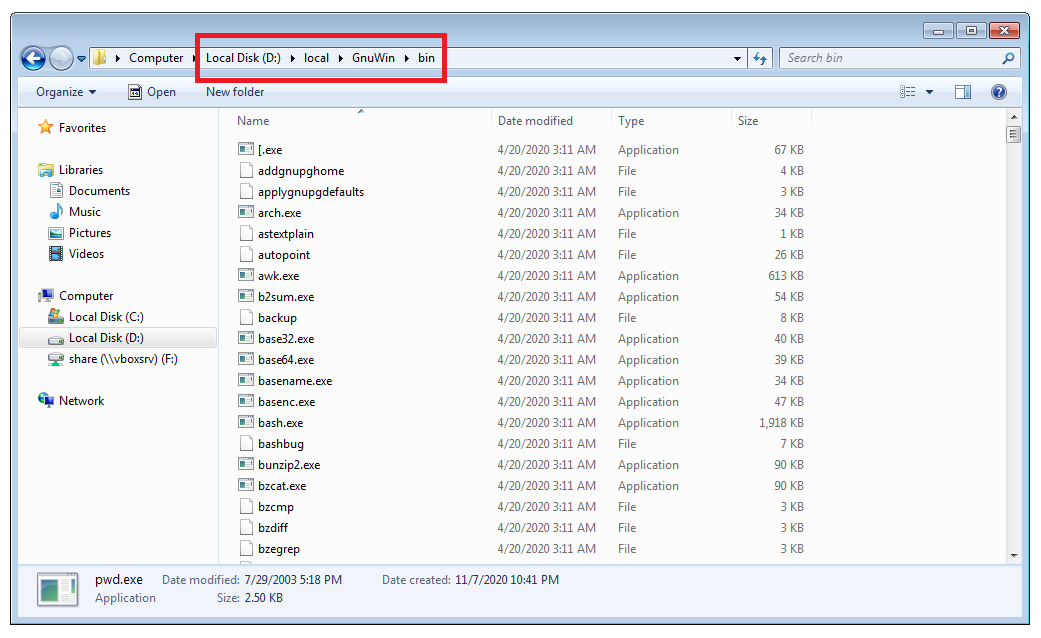 Computer Local Disk (D:) local GnuWin bin Search bin
Organize Open New folder
Favorites
Libraries
Documents
Music
Pictures
Videos
Computer
Local Disk (C:)
Local Disk (D:)
share (\\vboxsrv) (F:)
Network
Name Date modified Type Size
[.exe 4/20/2020 3:11 AM Application 67 KB
addgnupghome 4/20/2020 3:11 AM File 4 KB
applygnupgdefaults 4/20/2020 3:11 AM File 3 KB
arch.exe 4/20/2020 3:11 AM Application 34 KB
astextplain 4/20/2020 3:11 AM File 1 KB
autopoint 4/20/2020 3:11 AM File 26 KB
awk.exe 4/20/2020 3:11 AM Application 613 KB
b2sum.exe 4/20/2020 3:11 AM Application 54 KB
backup 4/20/2020 3:11 AM File 8 KB
base32.exe 4/20/2020 3:11 AM Application 40 KB
base64.exe 4/20/2020 3:11 AM Application 39 KB
basename.exe 4/20/2020 3:11 AM Application 34 KB
basenc.exe 4/20/2020 3:11 AM Application 47 KB
bash.exe 4/20/2020 3:11 AM Application 1,918 KB
bashbug 4/20/2020 3:11 AM File 7 KB
bunzip2.exe 4/20/2020 3:11 AM Application 90 KB
bzcat.exe 4/20/2020 3:11 AM Application 90 KB
bzcmp 4/20/2020 3:11 AM File 3 KB
bzdiff 4/20/2020 3:11 AM File 3 KB
bzegrep 4/20/2020 3:11 AM File 3 KB
pwd.exe Date modified: 7/29/2003 5:18 PM Date created: 11/7/2020 10:41 PM
Application Size: 2.50 KB